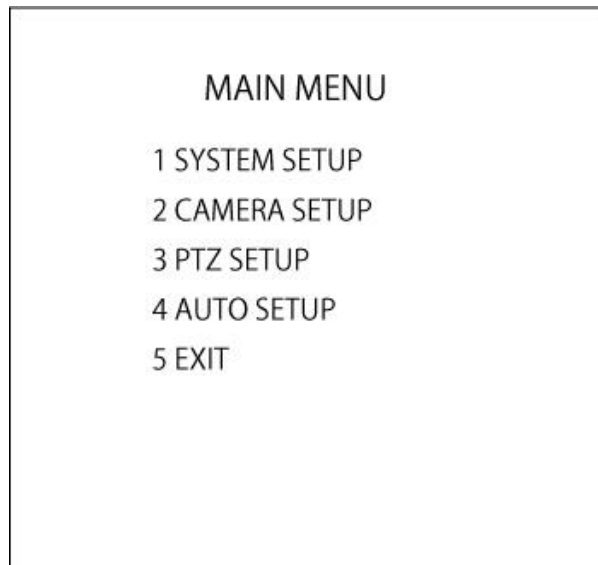 MAIN MENU
1 SYSTEM SETUP
2 CAMERA SETUP
3 PTZ SETUP
4 AUTO SETUP
5 EXIT